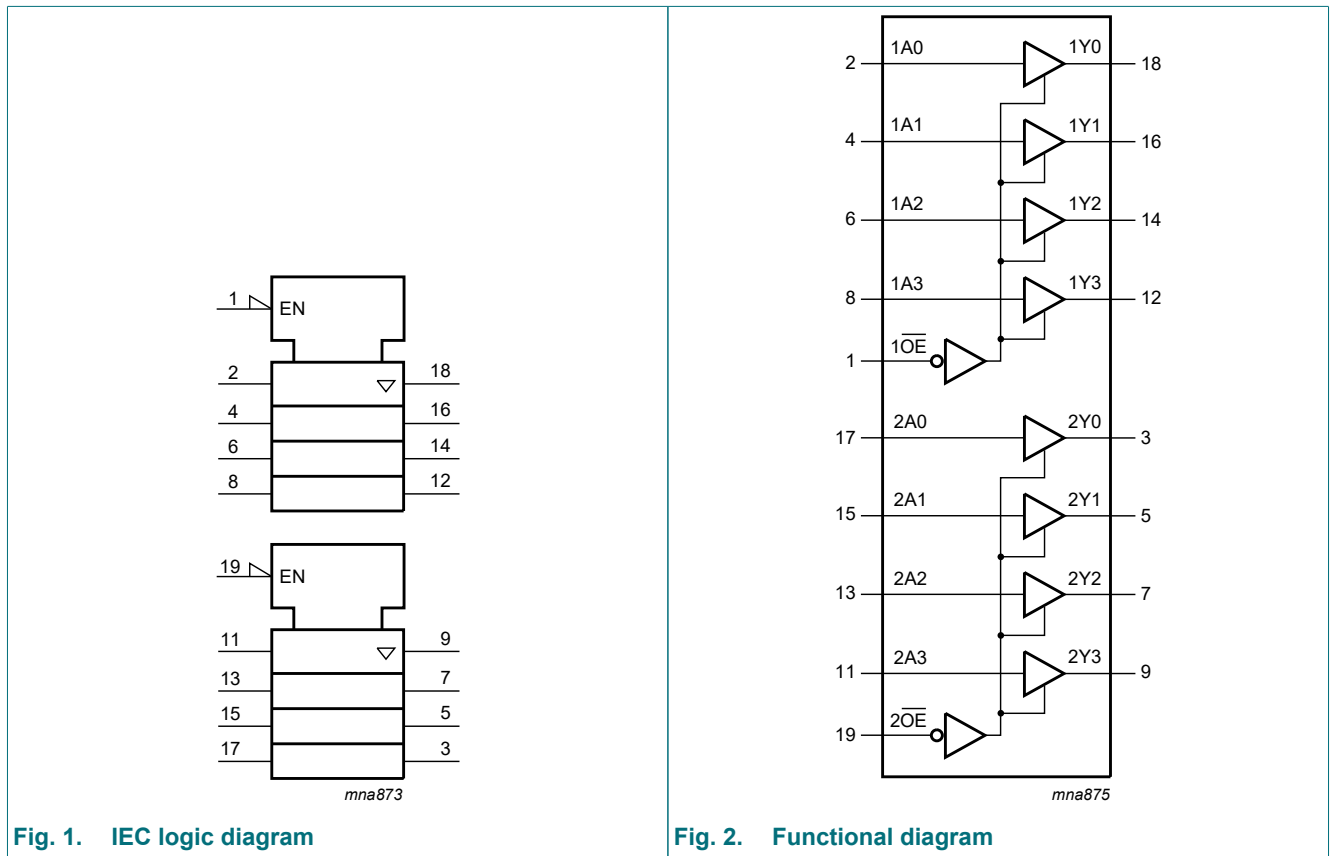 1
EN
2 18
4 16
6 14
8 12
19
EN
11 9
13 7
15 5
17 3
mna873
Fig. 1. IEC logic diagram
2 1A0 1Y0 18
4 1A1 1Y1 16
6 1A2 1Y2 14
8 1A3 1Y3 12
1 1O̅E̅
17 2A0 2Y0 3
15 2A1 2Y1 5
13 2A2 2Y2 7
11 2A3 2Y3 9
19 2O̅E̅
mna875
Fig. 2. Functional diagram